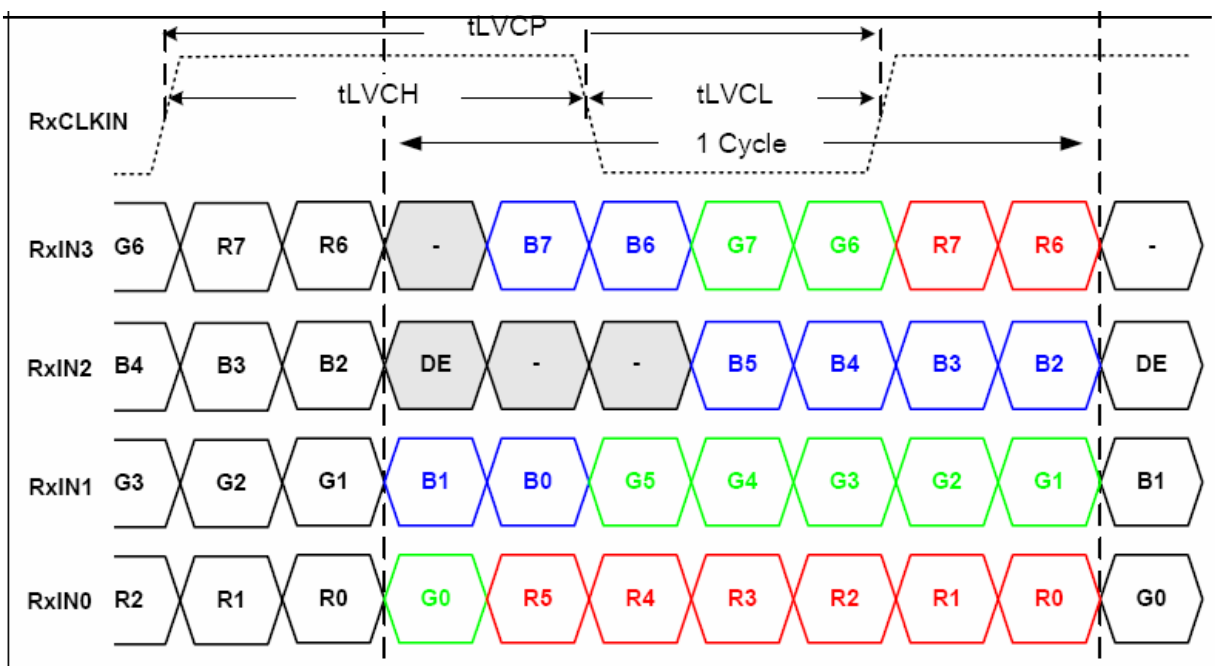 tLVCP
tLVCH tLVCL
RxCLKIN
1 Cycle
RxIN3 G6 R7 R6 - B7 B6 G7 G6 R7 R6 -
RxIN2 B4 B3 B2 DE - - B5 B4 B3 B2 DE
RxIN1 G3 G2 G1 B1 B0 G5 G4 G3 G2 G1 B1
RxIN0 R2 R1 R0 G0 R5 R4 R3 R2 R1 R0 G0